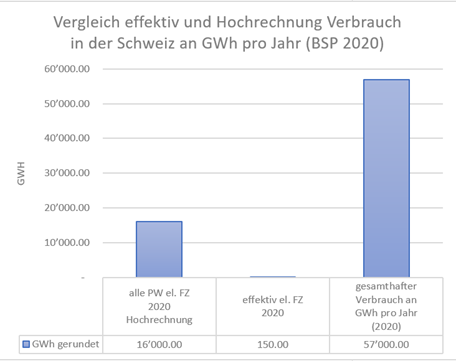 Vergleich effektiv und Hochrechnung Verbrauch
in der Schweiz an GWh pro Jahr (BSP 2020)
60'000.00
50'000.00
40'000.00
30'000.00
20'000.00
10'000.00
-
GWH
alle PW el. FZ
2020
Hochrechnung
effektiv el. FZ
2020
gesamthafter
Verbrauch an
GWh pro Jahr
(2020)
GWh gerundet 16'000.00 150.00 57'000.00